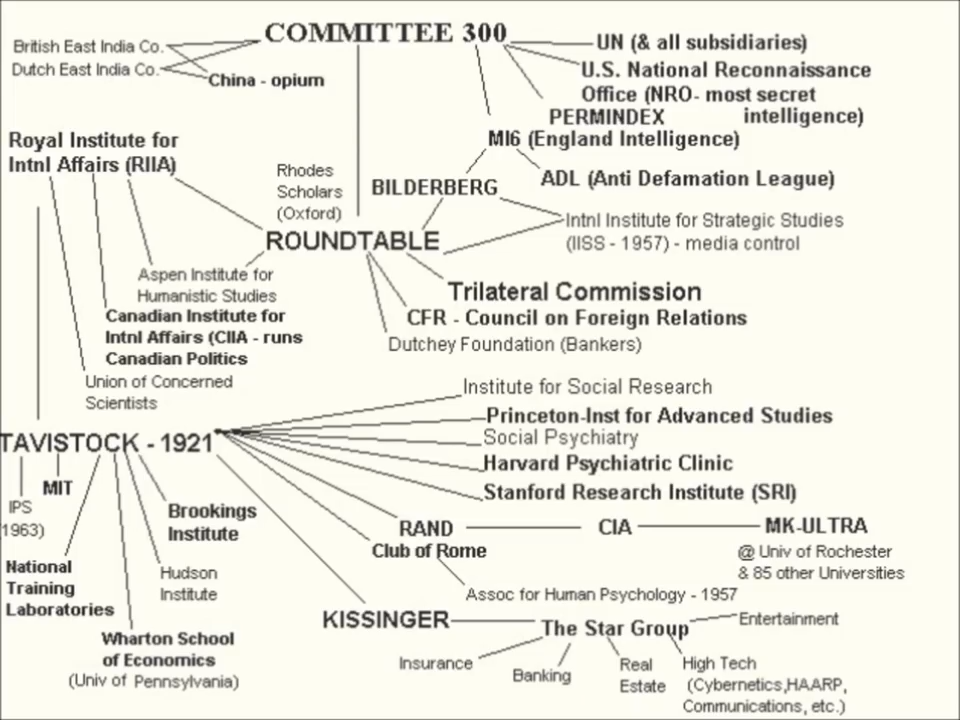 COMMITTEE 300
British East India Co.
Dutch East India Co.
China - opium
UN (& all subsidiaries)
U.S. National Reconnaissance
Office (NRO- most secret
intelligence)
PERMINDEX
MI6 (England Intelligence)
Royal Institute for
Intnl Affairs (RIIA)
Rhodes
Scholars
(Oxford)
BILDERBERG
ADL (Anti Defamation League)
Intnl Institute for Strategic Studies
(IISS - 1957) - media control
ROUNDTABLE
Aspen Institute for
Humanistic Studies
Trilateral Commission
Canadian Institute for
Intnl Affairs (CIIA - runs
Canadian Politics
CFR - Council on Foreign Relations
Dutchey Foundation (Bankers)
Union of Concerned
Scientists
Institute for Social Research
Princeton-Inst for Advanced Studies
Social Psychiatry
Harvard Psychiatric Clinic
Stanford Research Institute (SRI)
TAVISTOCK - 1921
MIT
IPS
1963)
Brookings
Institute
RAND
CIA
MK-ULTRA
@ Univ of Rochester
& 85 other Universities
Club of Rome
National
Training
Laboratories
Hudson
Institute
Assoc for Human Psychology - 1957
KISSINGER
The Star Group
Entertainment
Wharton School
of Economics
(Univ of Pennsylvania)
Insurance
Banking
Real
Estate
High Tech
(Cybernetics,HAARP,
Communications, etc.)